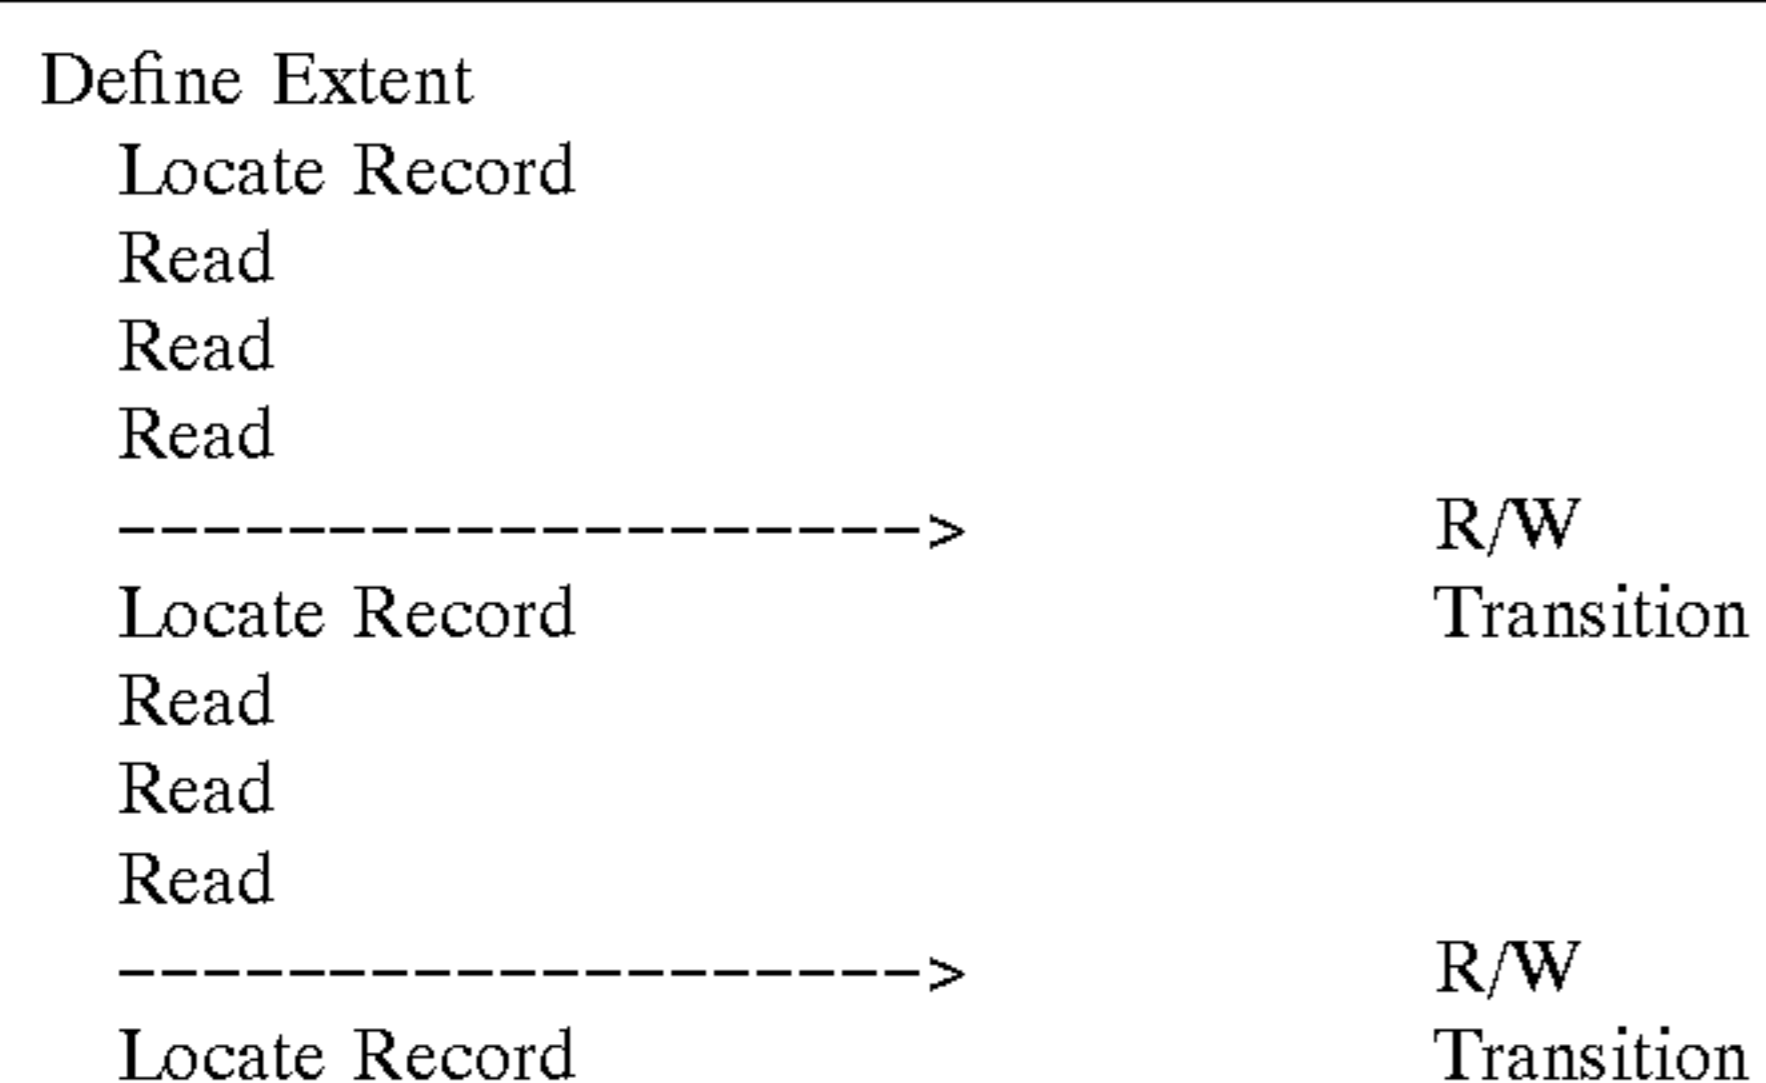 Define Extent
Locate Record
Read
Read
Read
-------------------> R/W
Locate Record Transition
Read
Read
Read
-------------------> R/W
Locate Record Transition